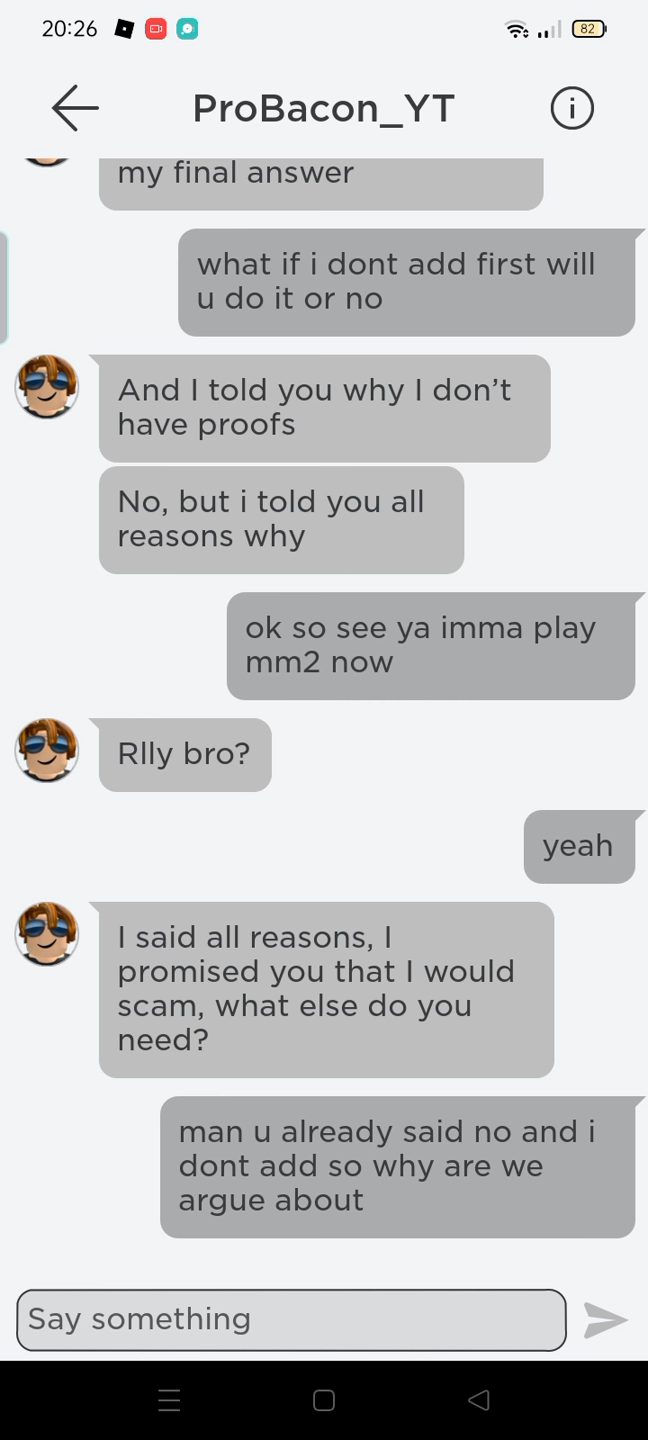 20:26
82
ProBacon_YT
my final answer
what if i dont add first will
u do it or no
And I told you why I don’t
have proofs
No, but i told you all
reasons why
ok so see ya imma play
mm2 now
Rlly bro?
yeah
I said all reasons, I
promised you that I would
scam, what else do you
need?
man u already said no and i
dont add so why are we
argue about
Say something